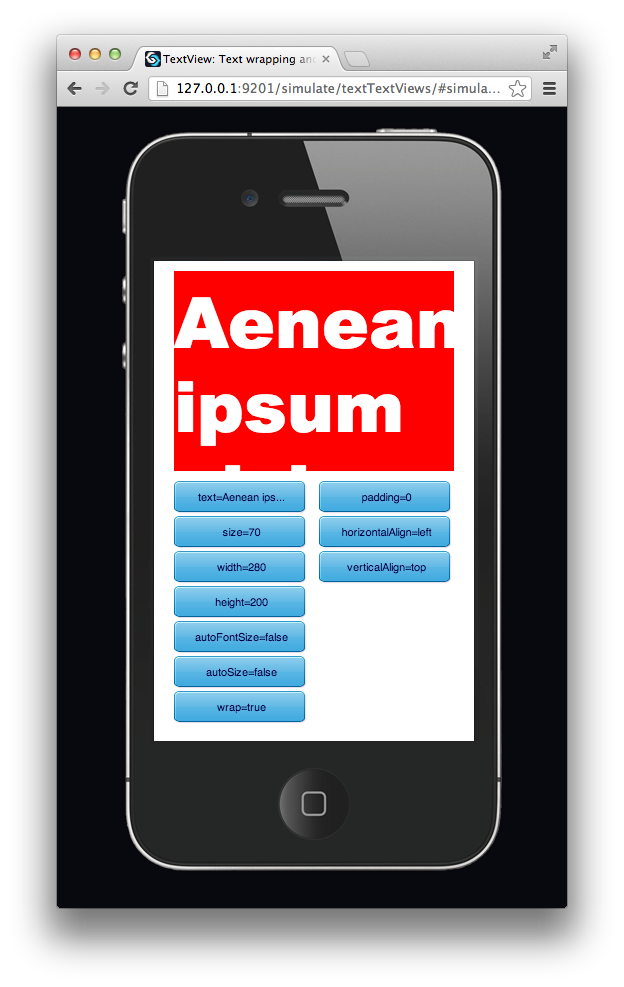 TextView: Text wrapping and
127.0.0.1:9201/simulate/textTextViews/#simula...
Aenean
ipsum
text=Aenean ips...
padding=0
size=70
horizontalAlign=left
width=280
verticalAlign=top
height=200
autoFontSize=false
autoSize=false
wrap=true